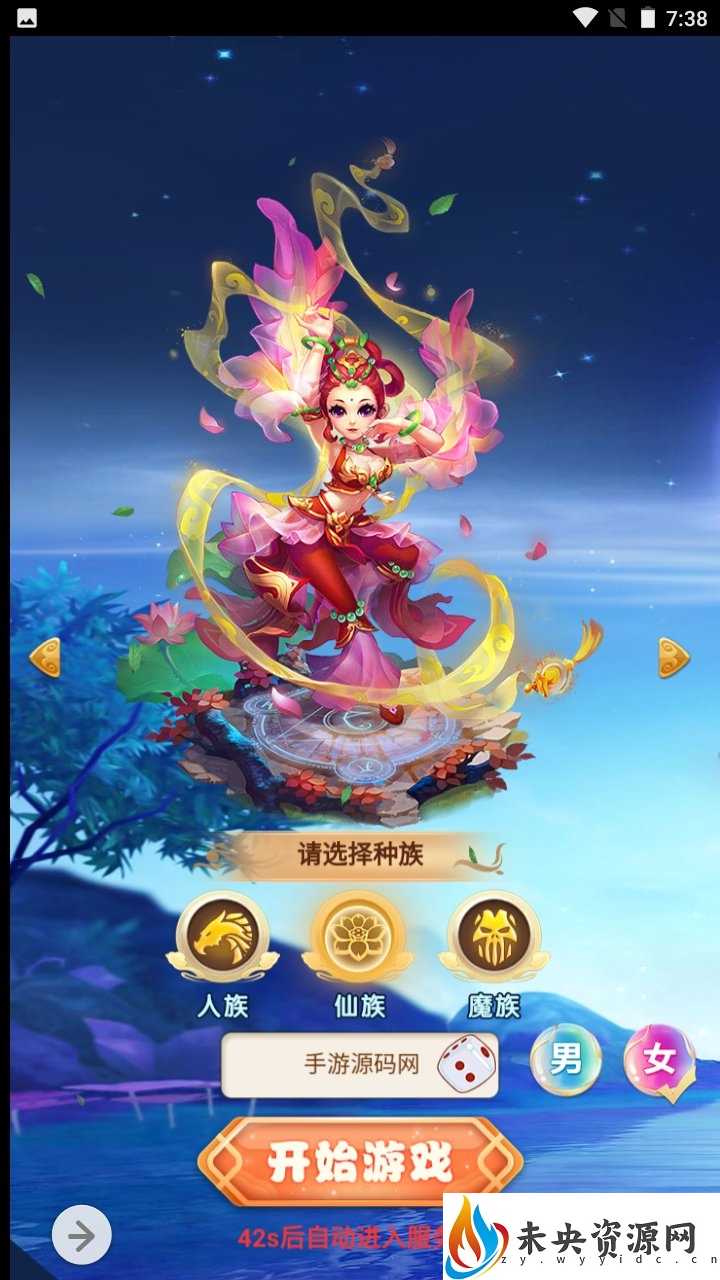 7:38
请选择种族
人族 仙族 魔族
手游源码网 男 女
开始游戏
42s后自动进入服
未央资源网
zy.wyyidc.cn